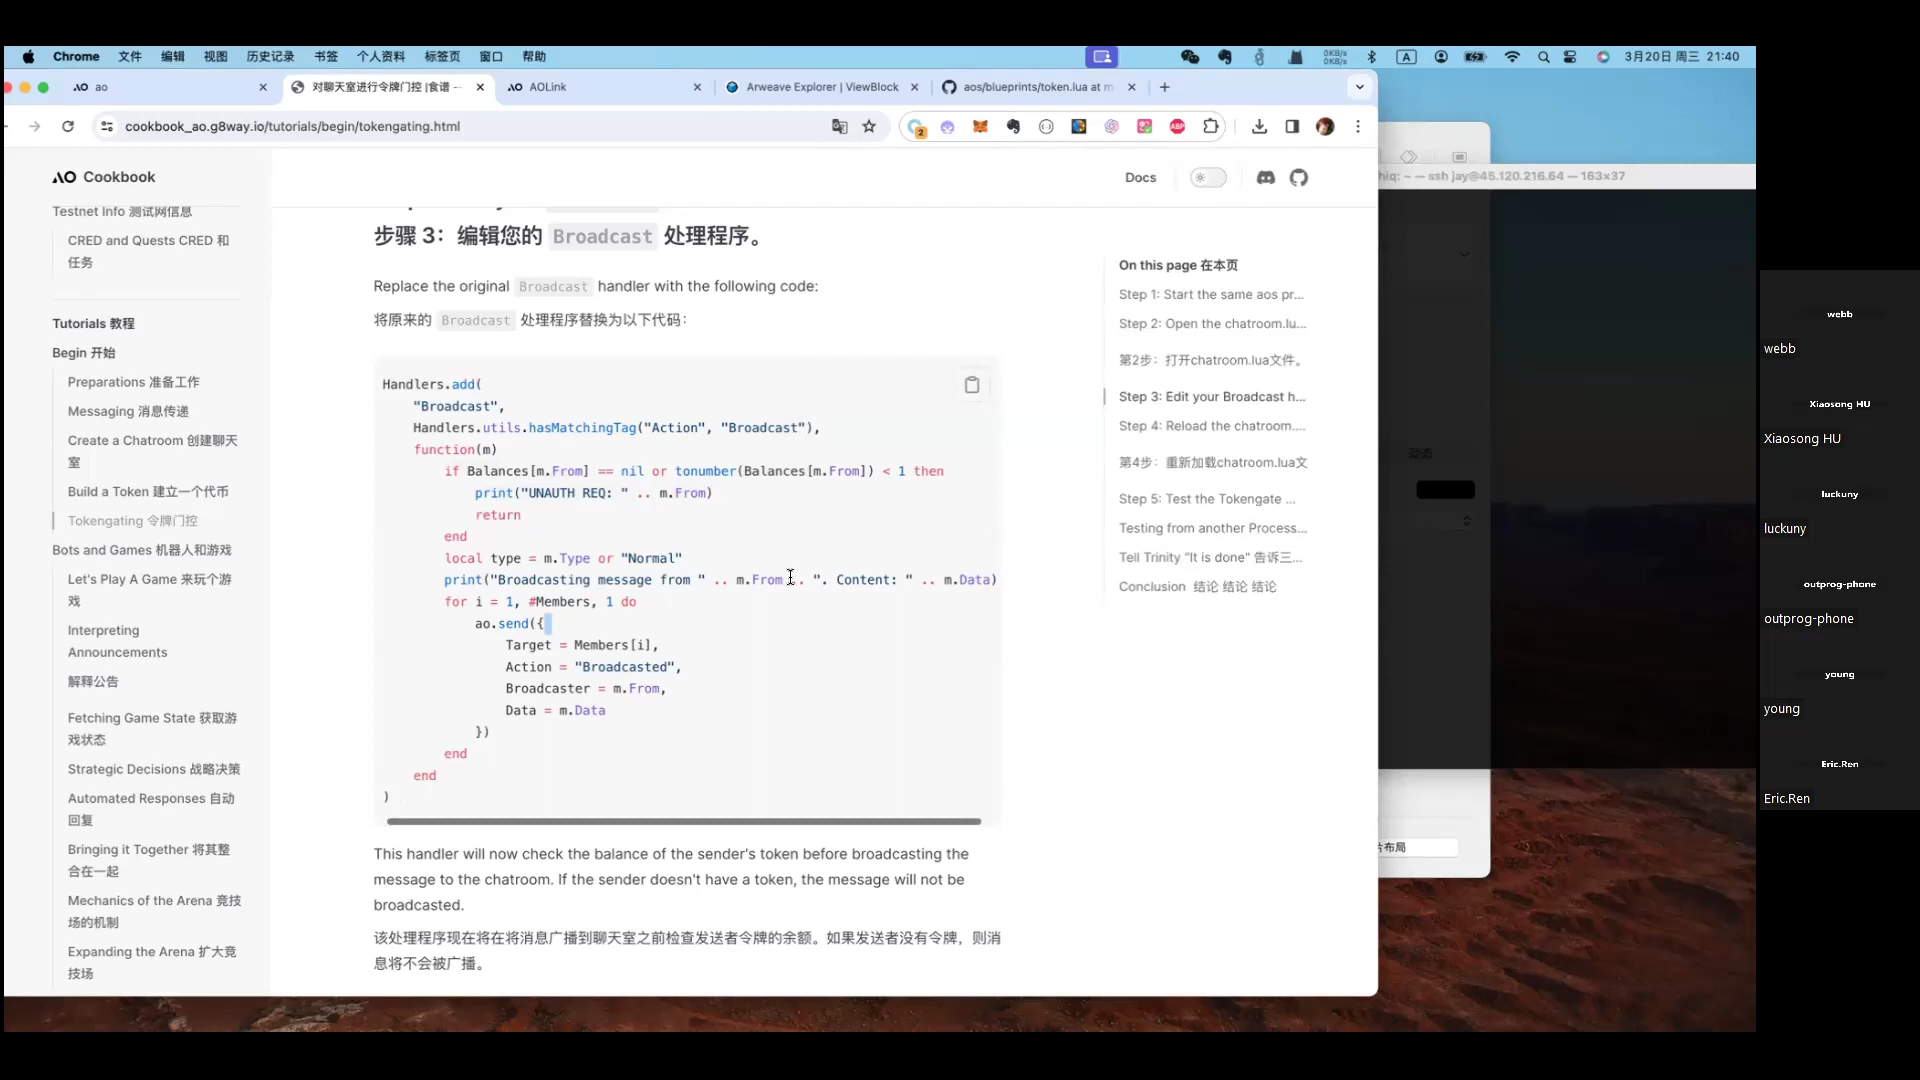 Chrome 文件 编辑 视图 历史记录 书签 个人资料 标签页 窗口 帮助
0KB/s
0KB/s
A
3月20日 周三 21:40
ao
对聊天室进行令牌门控 |食谱
AOLink
Arweave Explorer | ViewBlock
aos/blueprints/token.lua at m
cookbook_ao.g8way.io/tutorials/begin/tokengating.html
2
ABP
Cookbook
Docs
Testnet Info 测试网信息
CRED and Quests CRED 和
任务
Tutorials 教程
Begin 开始
Preparations 准备工作
Messaging 消息传递
Create a Chatroom 创建聊天
室
Build a Token 建立一个代币
Tokengating 令牌门控
Bots and Games 机器人和游戏
Let's Play A Game 来玩个游
戏
Interpreting
Announcements
解释公告
Fetching Game State 获取游
戏状态
Strategic Decisions 战略决策
Automated Responses 自动
回复
Bringing it Together 将其整
合在一起
Mechanics of the Arena 竞技
场的机制
Expanding the Arena 扩大竞
技场
步骤 3：编辑您的 Broadcast 处理程序。
Replace the original Broadcast handler with the following code:
将原来的 Broadcast 处理程序替换为以下代码：
Handlers.add(
"Broadcast",
Handlers.utils.hasMatchingTag("Action", "Broadcast"),
function(m)
if Balances[m.From] == nil or tonumber(Balances[m.From]) < 1 then
print("UNAUTH REQ: " .. m.From)
return
end
local type = m.Type or "Normal"
print("Broadcasting message from " .. m.From .. ". Content: " .. m.Data)
for i = 1, #Members, 1 do
ao.send({
Target = Members[i],
Action = "Broadcasted",
Broadcaster = m.From,
Data = m.Data
})
end
end
)
This handler will now check the balance of the sender's token before broadcasting the
message to the chatroom. If the sender doesn't have a token, the message will not be
broadcasted.
该处理程序现在将在将消息广播到聊天室之前检查发送者令牌的余额。如果发送者没有令牌，则消
息将不会被广播。
On this page 在本页
Step 1: Start the same aos pr...
Step 2: Open the chatroom.lu...
第2步：打开chatroom.lua文件。
Step 3: Edit your Broadcast h...
Step 4: Reload the chatroom....
第4步：重新加载chatroom.lua文
Step 5: Test the Tokengate ...
Testing from another Process...
Tell Trinity "It is done" 告诉三...
Conclusion 结论 结论 结论
hiq: ~ — ssh jay@45.120.216.64 — 163×37
动态
片布局
webb
webb
Xiaosong HU
Xiaosong HU
luckuny
luckuny
outprog-phone
outprog-phone
young
young
Eric.Ren
Eric.Ren